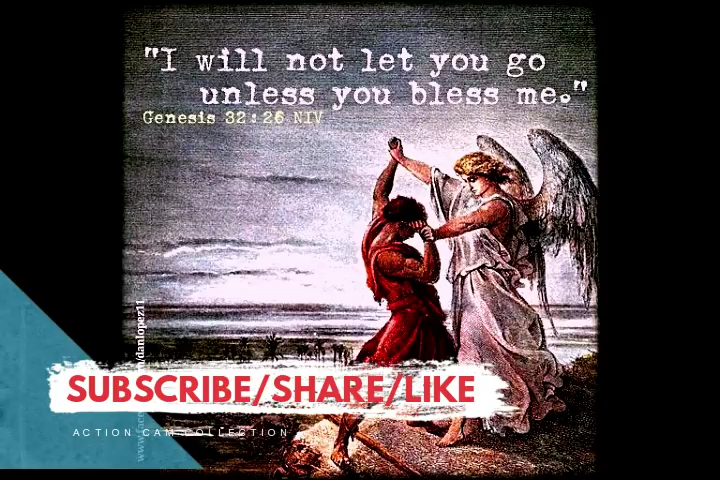 "I will not let you go
unless you bless me."
Genesis 32:26 NIV
/danlopez11
SUBSCRIBE/SHARE/LIKE
ACTION CAM COLLECTION